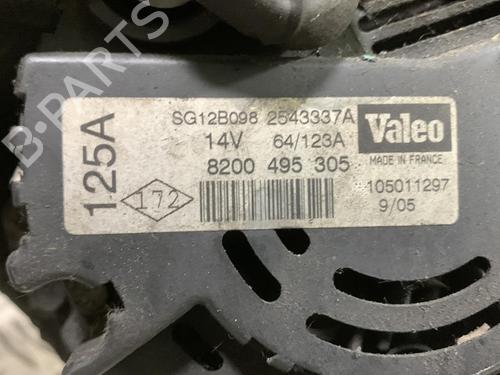 B-PARTS
125A
SG12B098 2543337A
14V 64/123A
8200 495 305
172
Valeo
MADE IN FRANCE
105011297
9/05